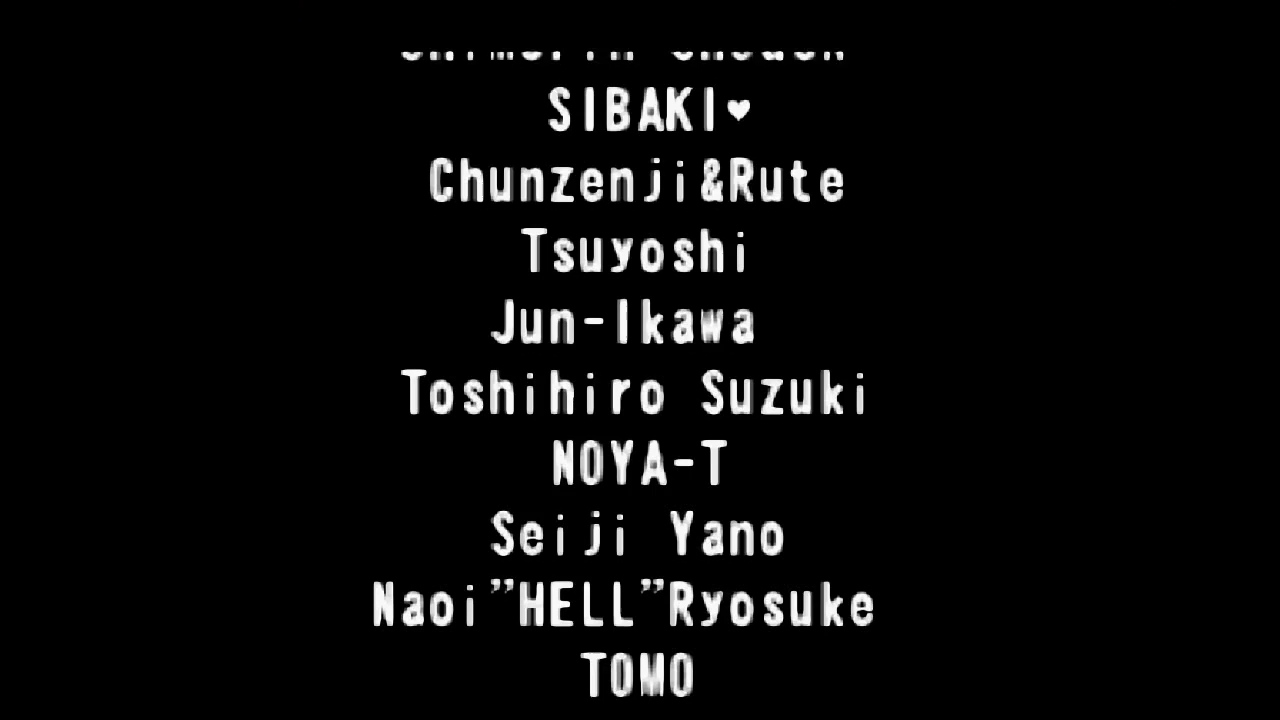 SIBAKI♥
Chunzenji&Rute
Tsuyoshi
Jun-Ikawa
Toshihiro Suzuki
NOYA-T
Seiji Yano
Naoi”HELL”Ryosuke
TOMO